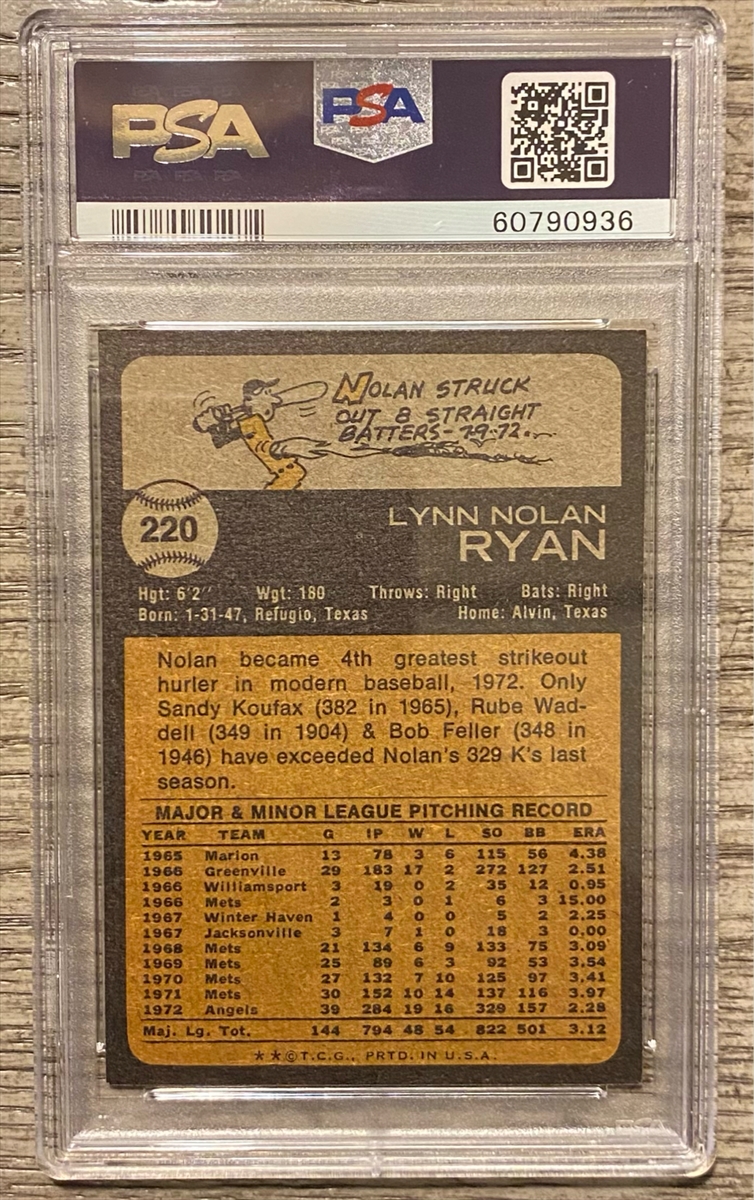 PSA
PSA
PSA PSA PSA
60790936
NOLAN STRUCK
OUT 8 STRAIGHT
BATTERS - 7-9-72.
220
LYNN NOLAN
RYAN
Hgt: 6'2" Wgt: 180 Throws: Right Bats: Right
Born: 1-31-47, Refugio, Texas Home: Alvin, Texas
Nolan became 4th greatest strikeout
hurler in modern baseball, 1972. Only
Sandy Koufax (382 in 1965), Rube Wad-
dell (349 in 1904) & Bob Feller (348 in
1946) have exceeded Nolan's 329 K's last
season.
MAJOR & MINOR LEAGUE PITCHING RECORD
YEAR TEAM G IP W L SO BB ERA
1965 Marion 13 78 3 6 115 56 4.38
1966 Greenville 29 183 17 2 272 127 2.51
1966 Williamsport 3 19 0 2 35 12 0.95
1966 Mets 2 3 0 1 6 3 15.00
1967 Winter Haven 1 4 0 0 5 2 2.25
1967 Jacksonville 3 7 1 0 18 3 0.00
1968 Mets 21 134 6 9 133 75 3.09
1969 Mets 25 89 6 3 92 53 3.54
1970 Mets 27 132 7 10 125 97 3.41
1971 Mets 30 152 10 14 137 116 3.97
1972 Angels 39 284 19 16 329 157 2.28
Maj. Lg. Tot. 144 794 48 54 822 501 3.12
★★©T.C.G., PRTD. IN U.S.A.